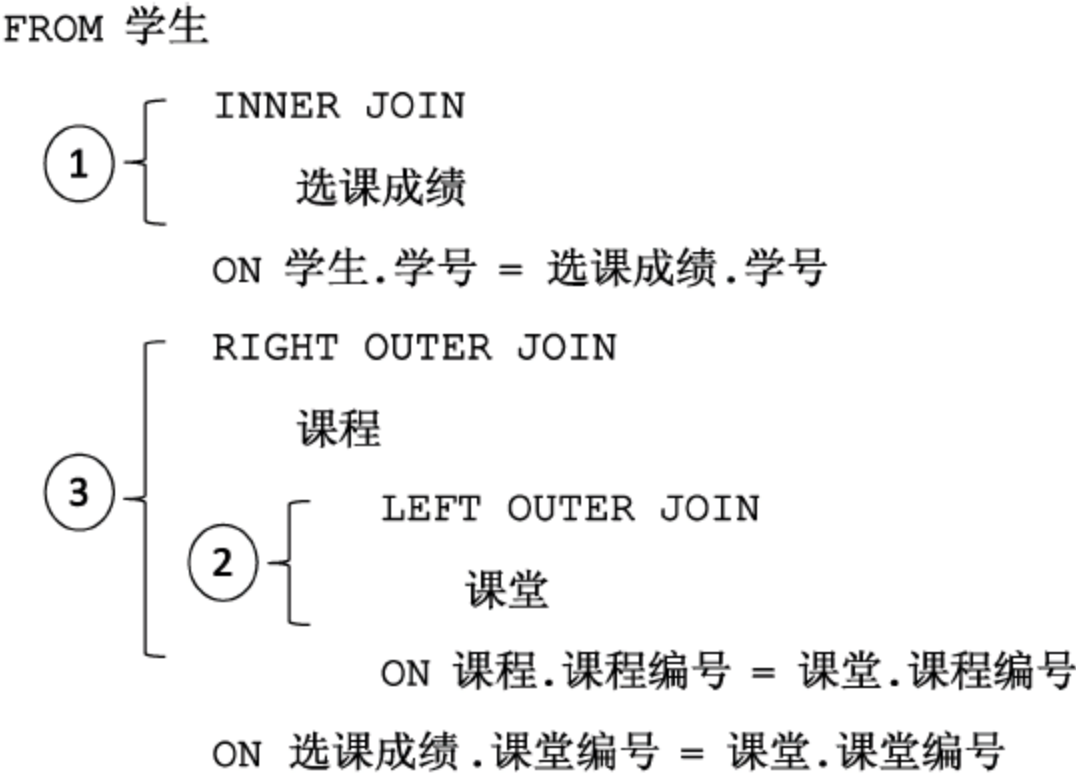 FROM 学生
INNER JOIN
1
选课成绩
ON 学生.学号 = 选课成绩.学号
RIGHT OUTER JOIN
课程
3
LEFT OUTER JOIN
2
课堂
ON 课程.课程编号 = 课堂.课程编号
ON 选课成绩.课堂编号 = 课堂.课堂编号